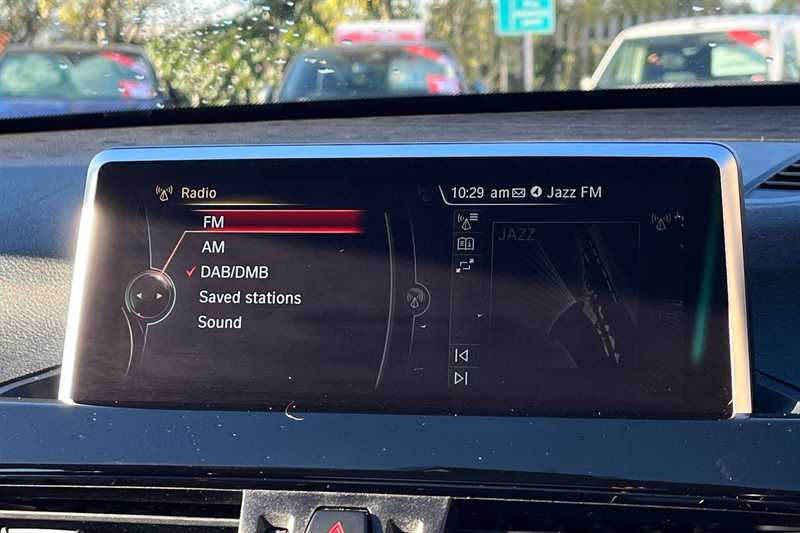 Radio
10:29 am Jazz FM
FM
AM
DAB/DMB
Saved stations
Sound
JAZZ